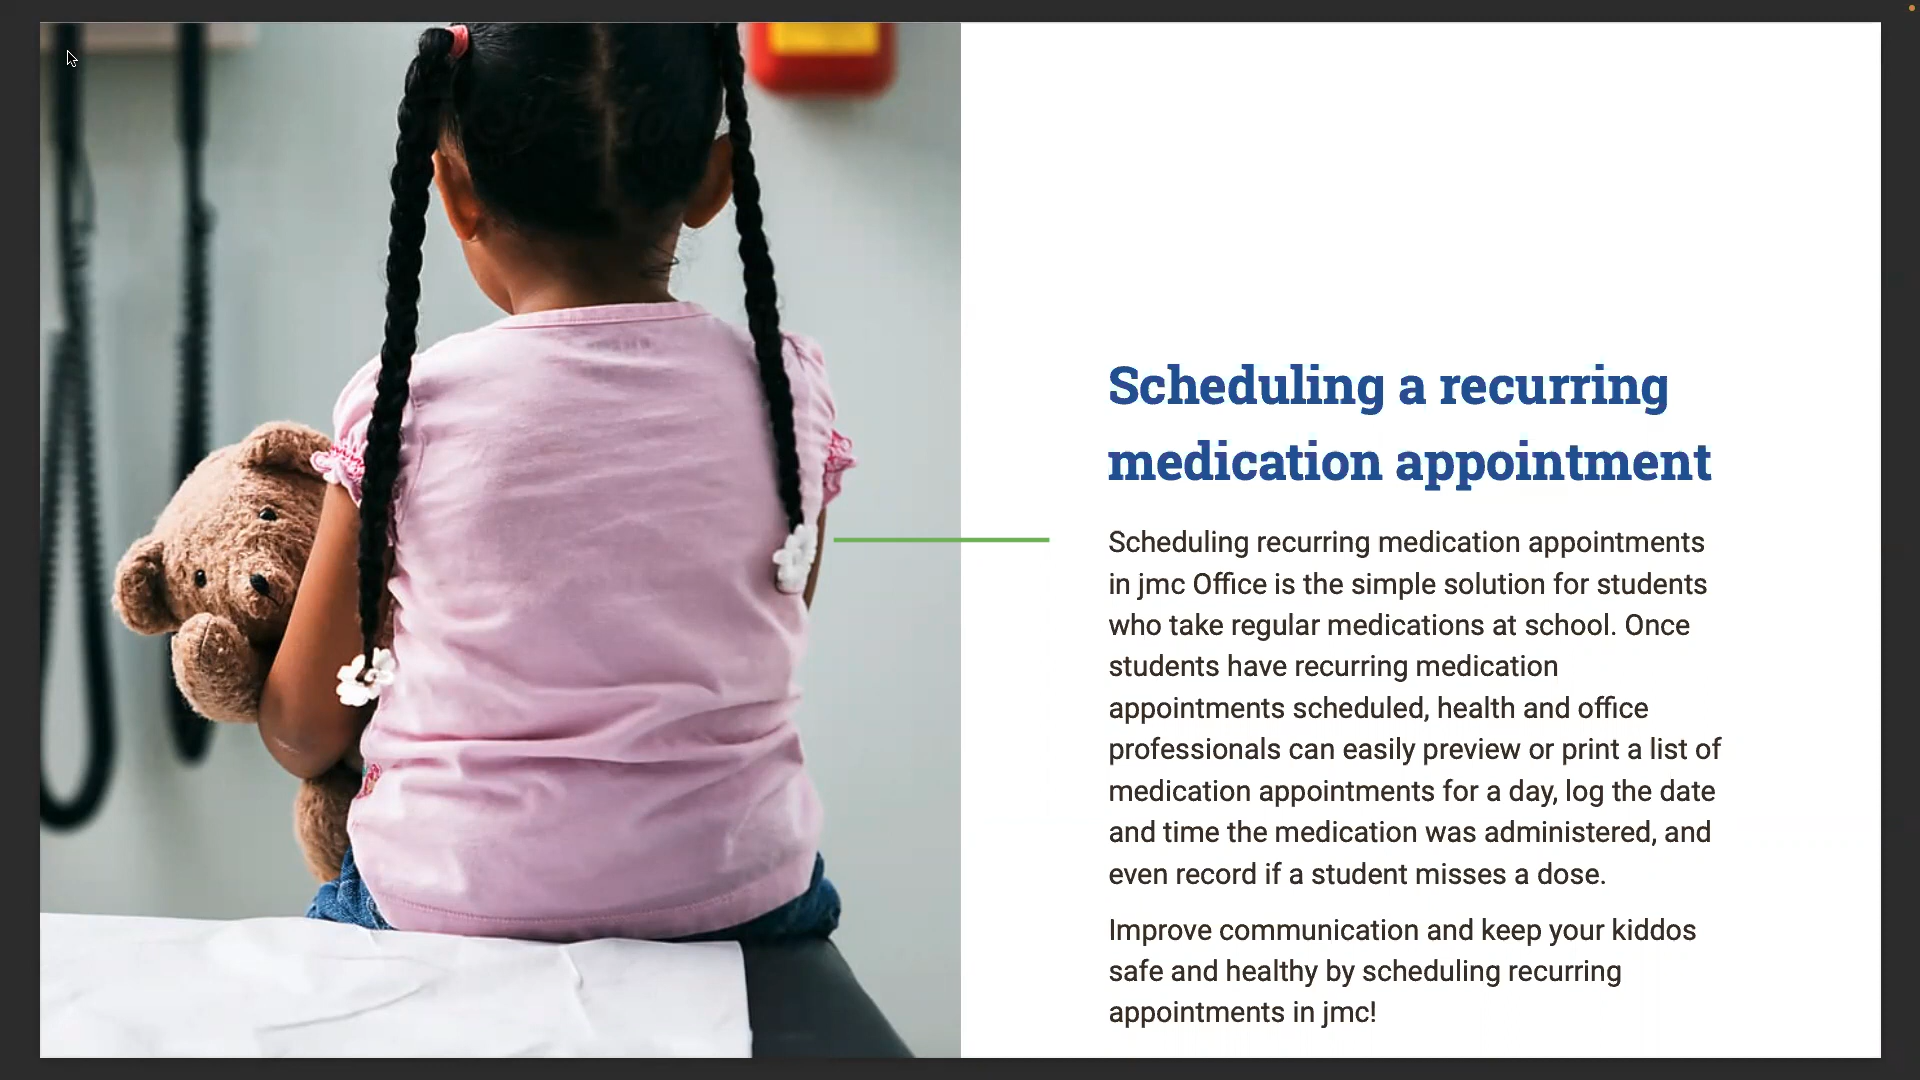 Scheduling a recurring
medication appointment
Scheduling recurring medication appointments
in jmc Office is the simple solution for students
who take regular medications at school. Once
students have recurring medication
appointments scheduled, health and office
professionals can easily preview or print a list of
medication appointments for a day, log the date
and time the medication was administered, and
even record if a student misses a dose.
Improve communication and keep your kiddos
safe and healthy by scheduling recurring
appointments in jmc!